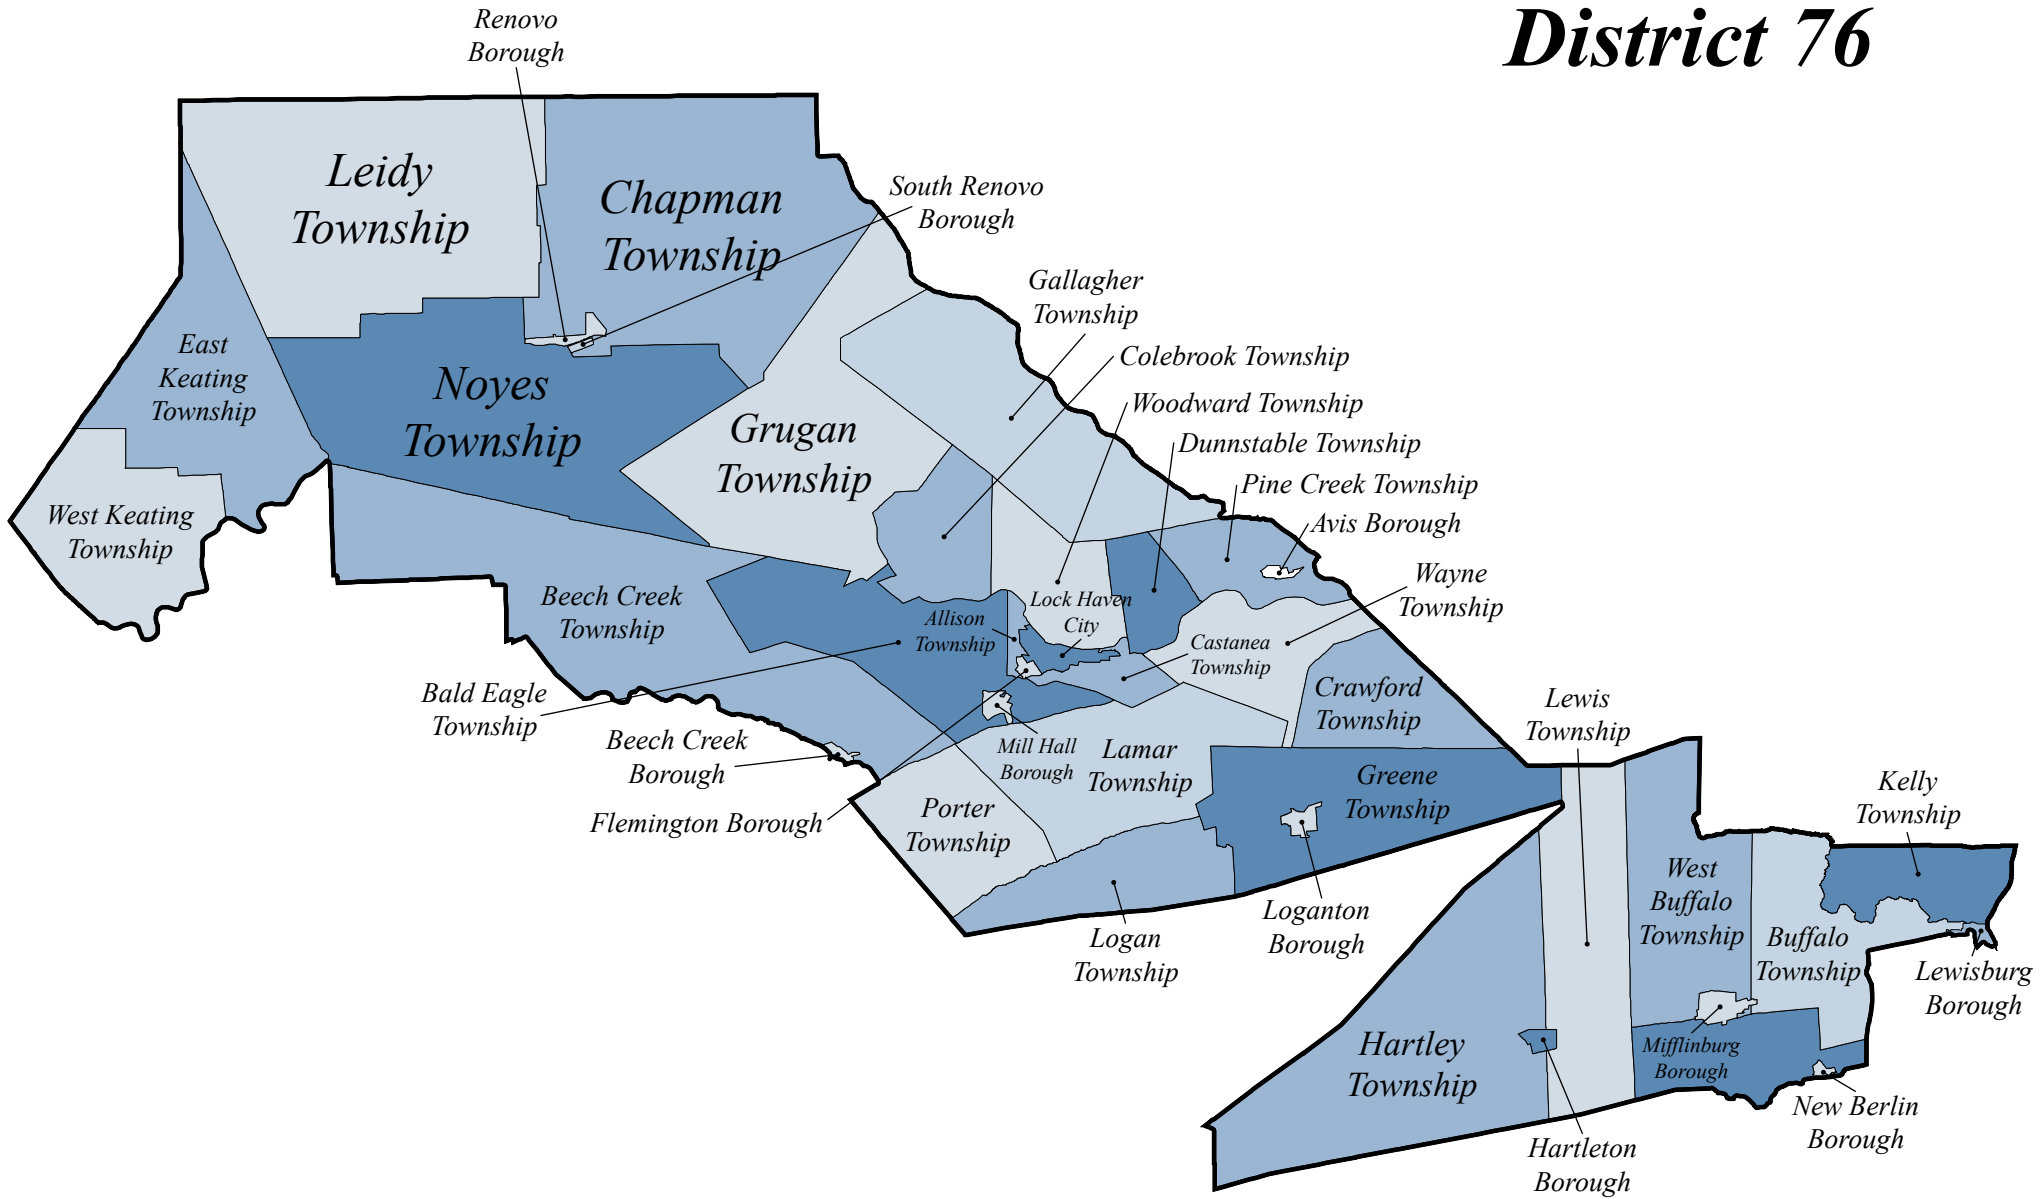 District 76
Renovo
Borough
Leidy
Township
Chapman
Township
South Renovo
Borough
Gallagher
Township
East
Keating
Township
Colebrook Township
Noyes
Township
Woodward Township
Grugan
Township
Dunnstable Township
Pine Creek Township
Avis Borough
West Keating
Township
Wayne
Township
Beech Creek
Township
Lock Haven
City
Allison
Township
Castanea
Township
Bald Eagle
Township
Crawford
Township
Lewis
Township
Beech Creek
Borough
Mill Hall
Borough
Lamar
Township
Greene
Township
Kelly
Township
Flemington Borough
Porter
Township
West
Buffalo
Township
Loganton
Borough
Logan
Township
Buffalo
Township
Lewisburg
Borough
Hartley
Township
Mifflinburg
Borough
New Berlin
Borough
Hartleton
Borough